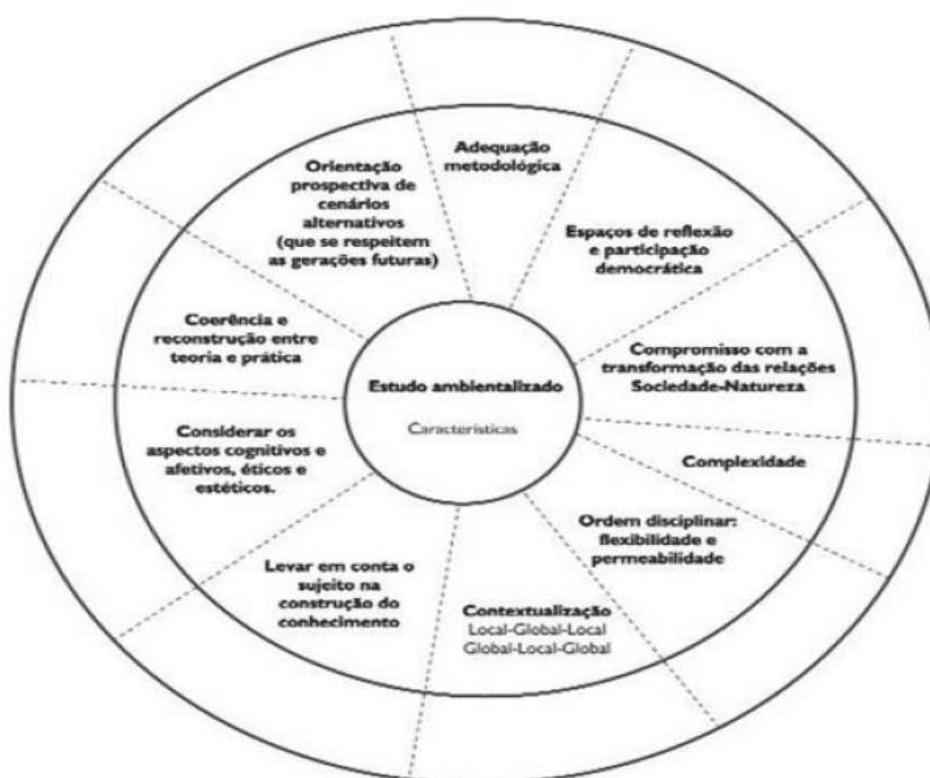 Adequação
metodológica
Orientação
prospectiva de
cenários
alternativos
(que se respeitem
as gerações futuras)
Espaços de reflexão
e participação
democrática
Coerência e
reconstrução entre
teoria e prática
Estudo ambientalizado
Características
Compromisso com a
transformação das relações
Sociedade-Natureza
Considerar os
aspectos cognitivos e
afetivos, éticos e
estéticos.
Complexidade
Ordem disciplinar:
flexibilidade e
permeabilidade
Levar em conta o
sujeito na
construção do
conhecimento
Contextualização
Local-Global-Local
Global-Local-Global